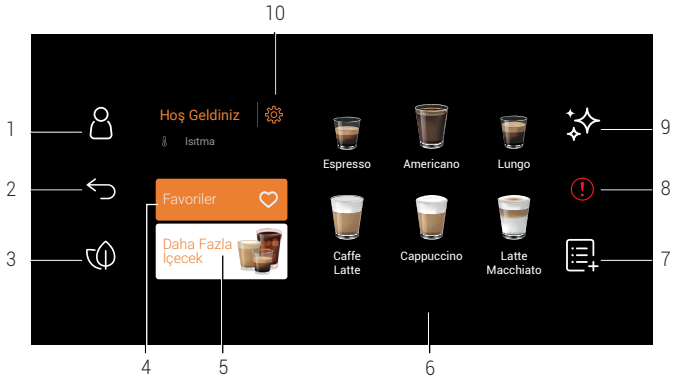 10
1
Hoş Geldiniz
9
Isıtma
Espresso
Americano
Lungo
2
Favoriler
8
3
Daha Fazla
İçecek
Caffe
Latte
Cappuccino
Latte
Macchiato
7
4
5
6